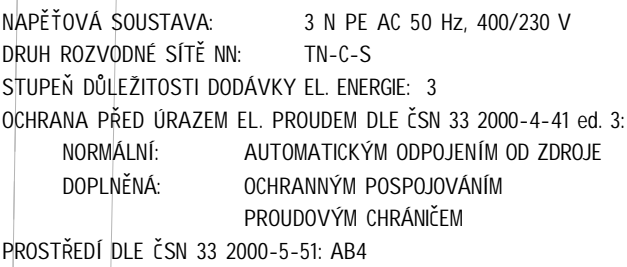 NAPĚŤOVÁ SOUSTAVA: 3 N PE AC 50 Hz, 400/230 V
DRUH ROZVODNÉ SÍTĚ NN: TN-C-S
STUPEŇ DŮLEŽITOSTI DODÁVKY EL. ENERGIE: 3
OCHRANA PŘED ÚRAZEM EL. PROUDEM DLE ČSN 33 2000-4-41 ed. 3:
NORMÁLNÍ: AUTOMATICKÝM ODPOJENÍM OD ZDROJE
DOPLNĚNÁ: OCHRANNÝM POSPOJOVÁNÍM
PROUDOVÝM CHRÁNIČEM
PROSTŘEDÍ DLE ČSN 33 2000-5-51: AB4